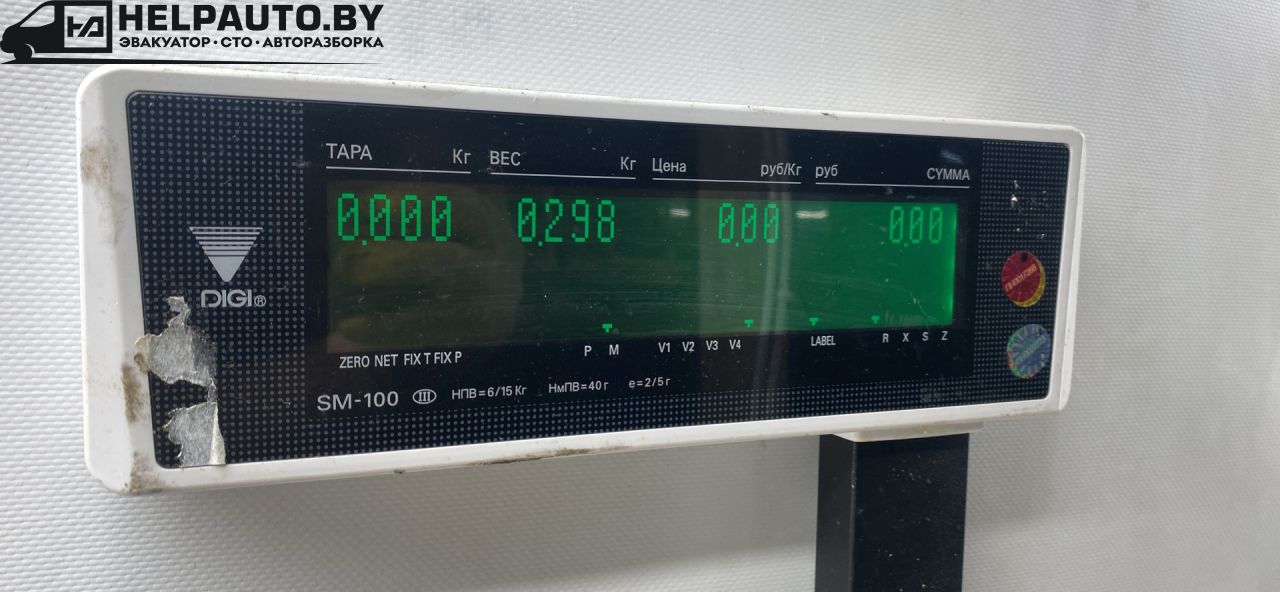 HELPAUTO.BY
ЭВАКУАТОР·СТО·АВТОРАЗБОРКА
ТАРА Кг ВЕС Кг Цена руб/Кг руб СУММА
0.000 0.298 0.00 0.00
DIGI®
ZERO NET FIX T FIX P P M V1 V2 V3 V4 LABEL R X S Z
SM-100 III НПВ=6/15 Кг НмПВ=40 г е=2/5 г